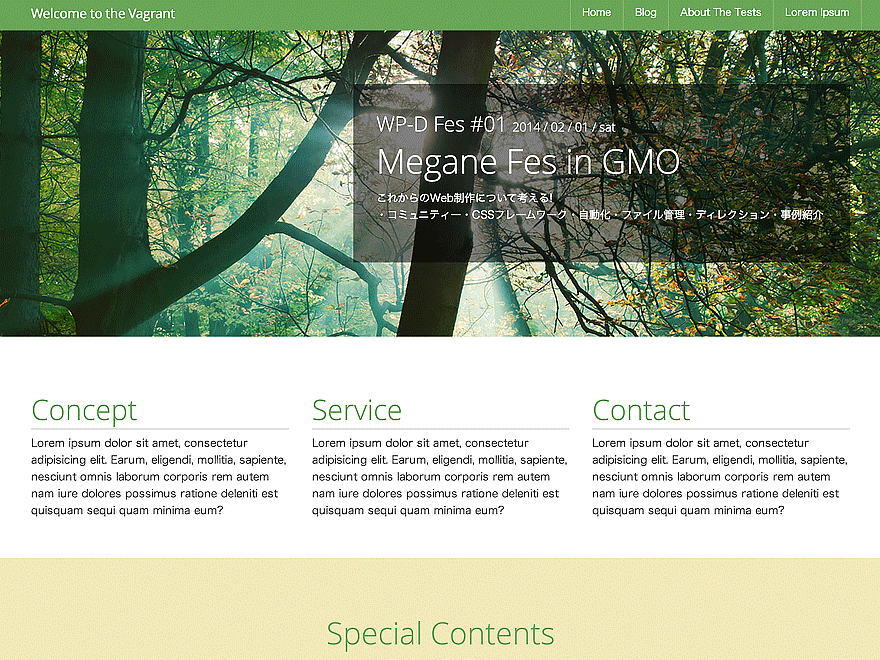 Welcome to the Vagrant
Home Blog About The Tests Lorem Ipsum
WP-D Fes #01 2014 / 02 / 01 / sat
Megane Fes in GMO
これからのWeb制作について考える!
・コミュニティー・CSSフレームワーク・自動化・ファイル管理・ディレクション・事例紹介
Concept
Lorem ipsum dolor sit amet, consectetur
adipisicing elit. Earum, eligendi, mollitia, sapiente,
nesciunt omnis laborum corporis rem autem
nam iure dolores possimus ratione deleniti est
quisquam sequi quam minima eum?
Service
Lorem ipsum dolor sit amet, consectetur
adipisicing elit. Earum, eligendi, mollitia, sapiente,
nesciunt omnis laborum corporis rem autem
nam iure dolores possimus ratione deleniti est
quisquam sequi quam minima eum?
Contact
Lorem ipsum dolor sit amet, consectetur
adipisicing elit. Earum, eligendi, mollitia, sapiente,
nesciunt omnis laborum corporis rem autem
nam iure dolores possimus ratione deleniti est
quisquam sequi quam minima eum?
Special Contents